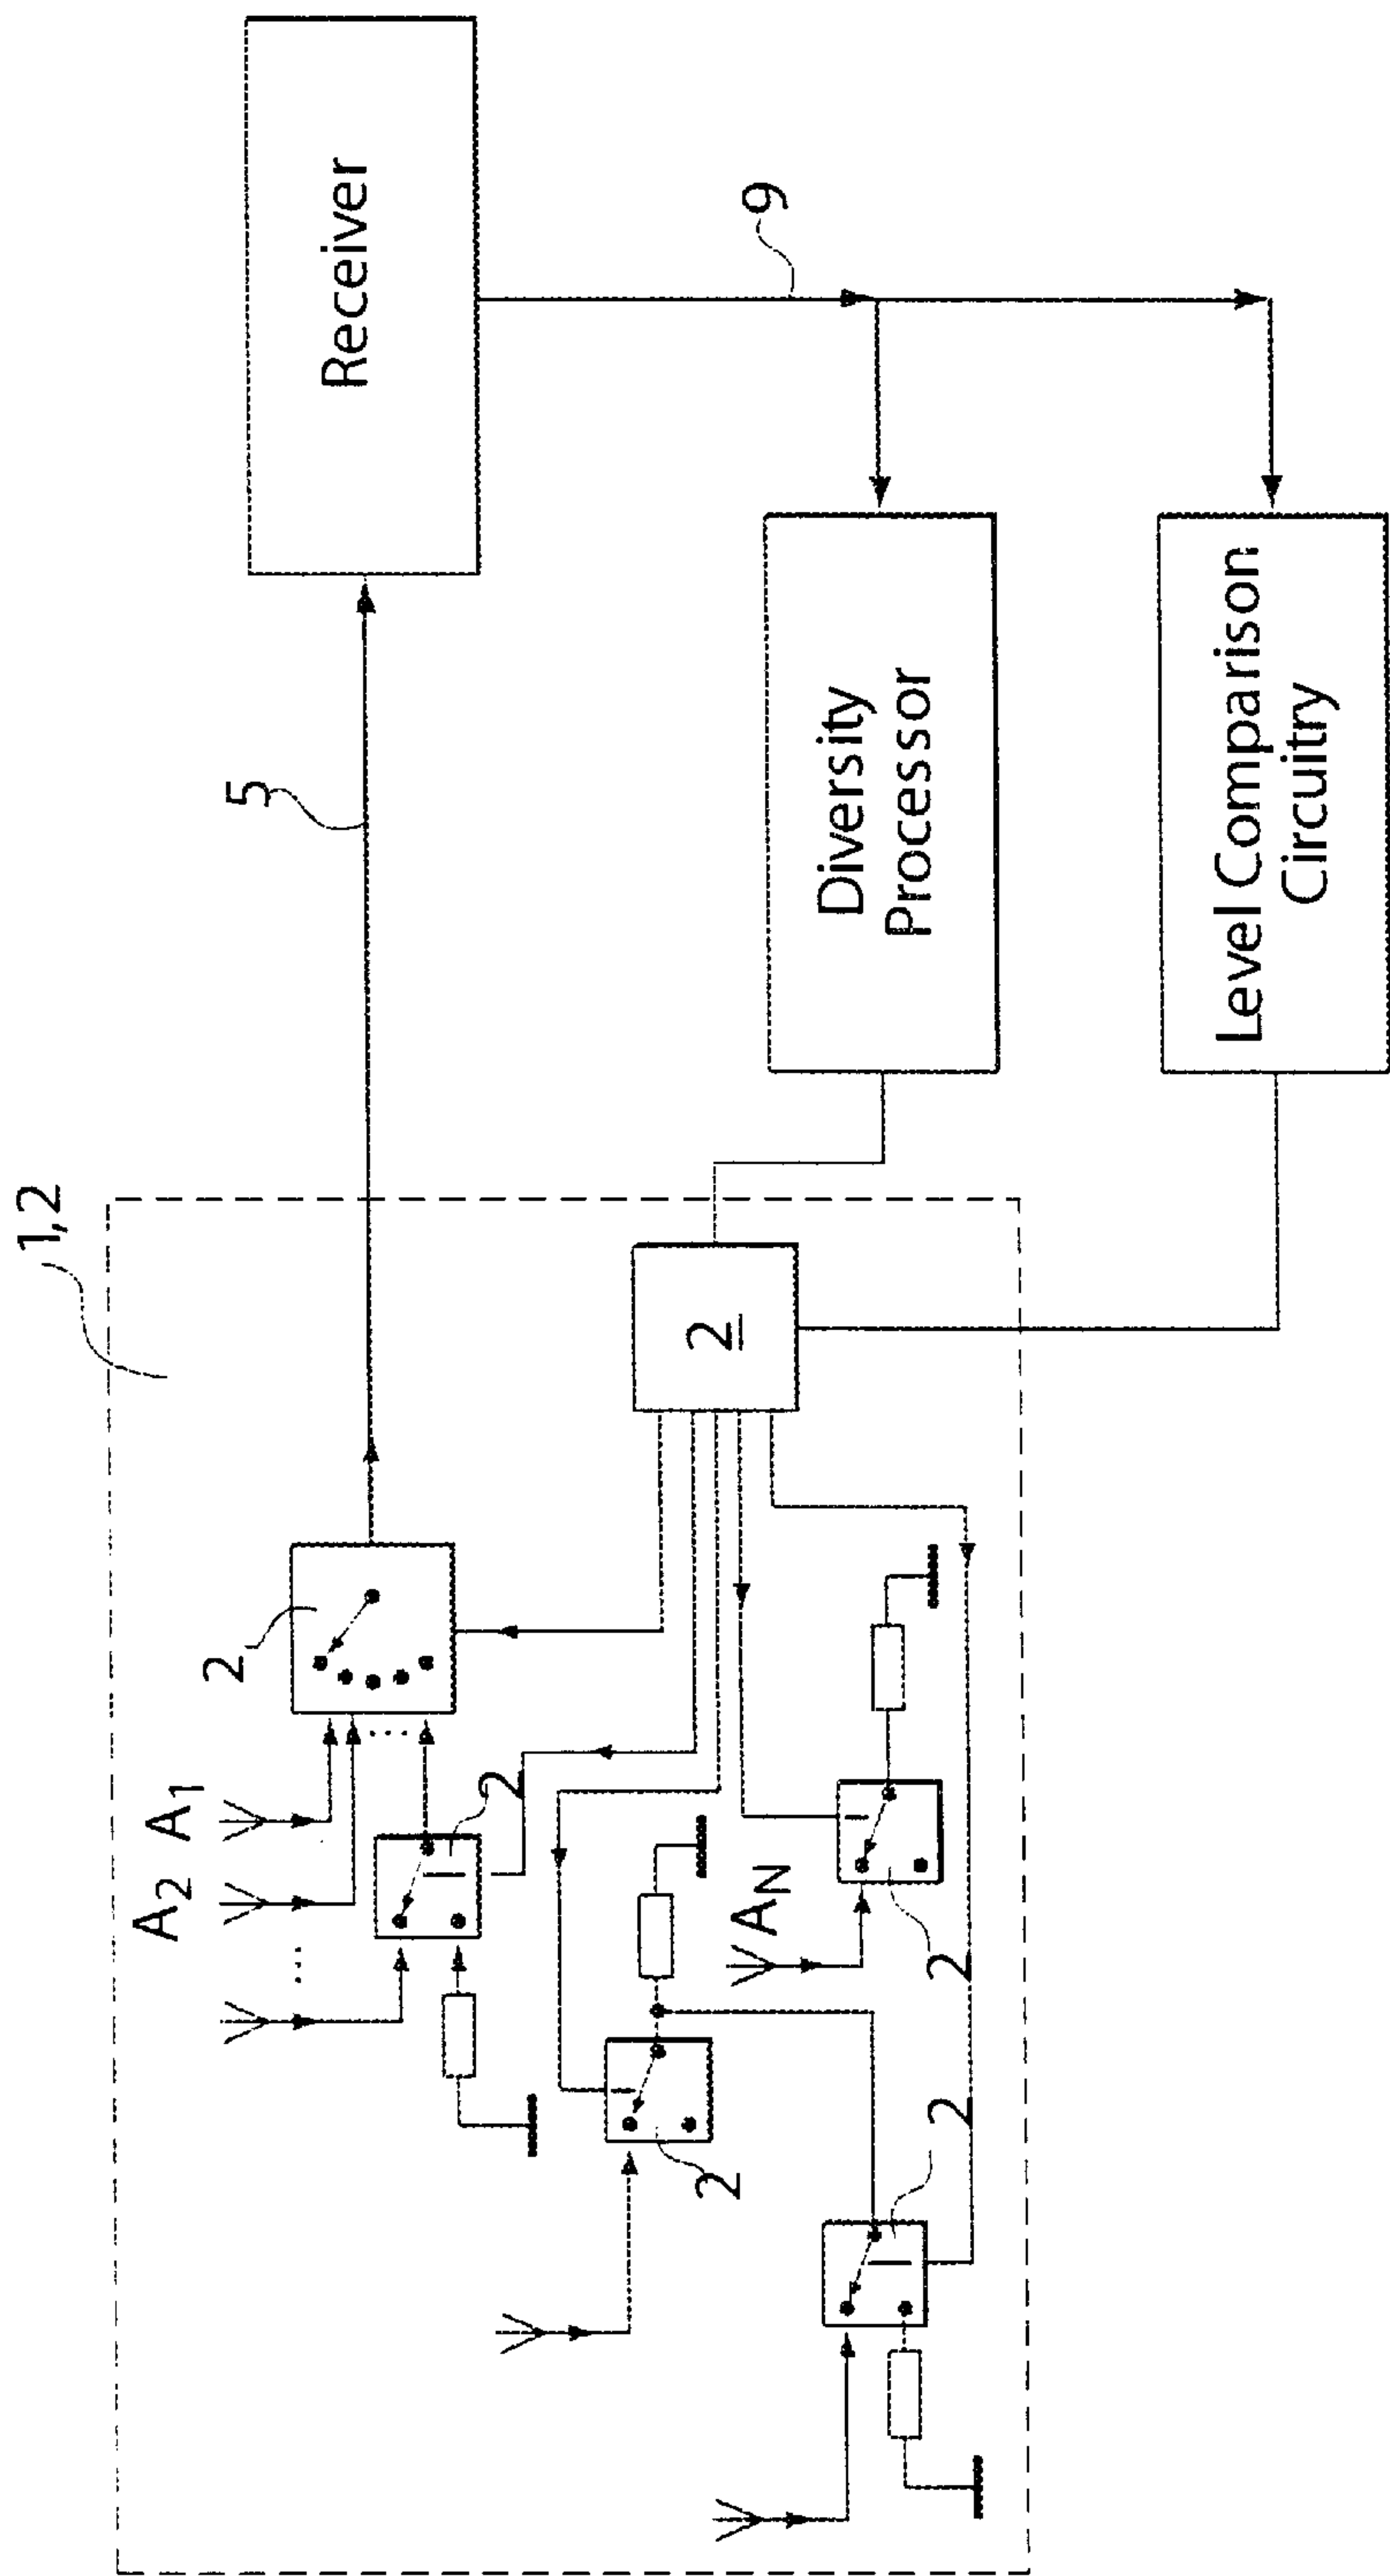 1,2
A2
A1
...
2
5
Receiver
...
2
2
2
AN
9
Diversity
Processor
2
2
Level Comparison
Circuitry